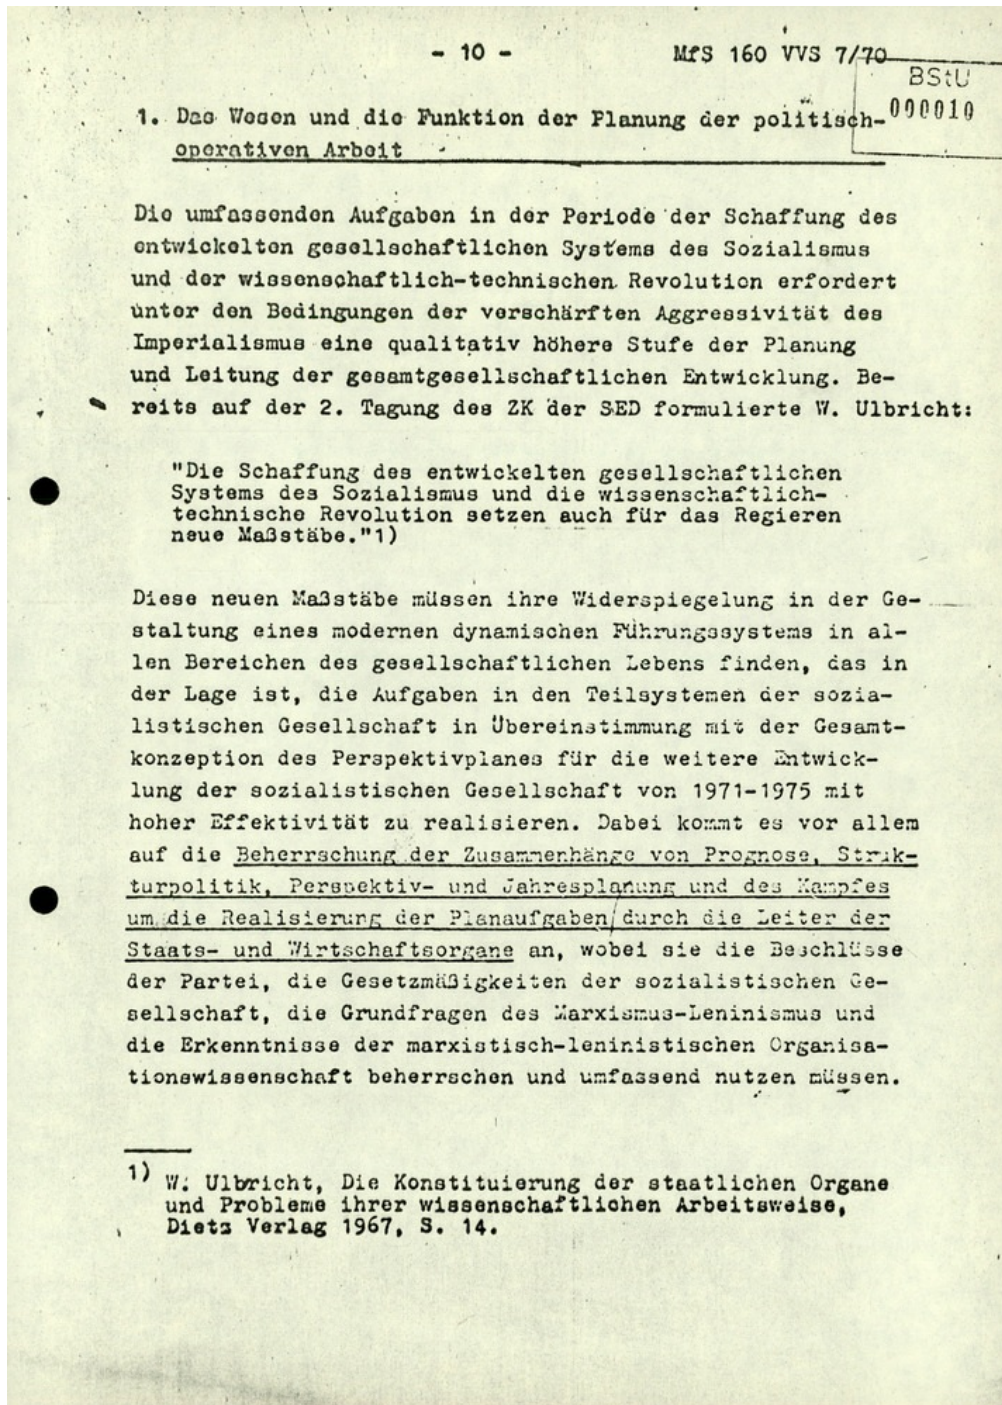 - 10 -
MfS 160 VVS 7/70
BStU
000010
1. Das Wesen und die Funktion der Planung der politisch-
operativen Arbeit
Die umfassenden Aufgaben in der Periode der Schaffung des
entwickelten gesellschaftlichen Systems des Sozialismus
und der wissenschaftlich-technischen Revolution erfordert
unter den Bedingungen der verschärften Aggressivität des
Imperialismus eine qualitativ höhere Stufe der Planung
und Leitung der gesamtgesellschaftlichen Entwicklung. Be-
reits auf der 2. Tagung des ZK der SED formulierte W. Ulbricht:
"Die Schaffung des entwickelten gesellschaftlichen
Systems des Sozialismus und die wissenschaftlich-
technische Revolution setzen auch für das Regieren
neue Maßstäbe."1)
Diese neuen Maßstäbe müssen ihre Widerspiegelung in der Ge-
staltung eines modernen dynamischen Führungssystems in al-
len Bereichen des gesellschaftlichen Lebens finden, das in
der Lage ist, die Aufgaben in den Teilsystemen der sozia-
listischen Gesellschaft in Übereinstimmung mit der Gesamt-
konzeption des Perspektivplanes für die weitere Entwick-
lung der sozialistischen Gesellschaft von 1971-1975 mit
hoher Effektivität zu realisieren. Dabei kommt es vor allem
auf die Beherrschung der Zusammenhänge von Prognose, Struk-
turpolitik, Perspektiv- und Jahresplanung und des Kampfes
um die Realisierung der Planaufgaben durch die Leiter der
Staats- und Wirtschaftsorgane an, wobei sie die Beschlüsse
der Partei, die Gesetzmäßigkeiten der sozialistischen Ge-
sellschaft, die Grundfragen des Marxismus-Leninismus und
die Erkenntnisse der marxistisch-leninistischen Organisa-
tionswissenschaft beherrschen und umfassend nutzen müssen.
1) W. Ulbricht, Die Konstituierung der staatlichen Organe
und Probleme ihrer wissenschaftlichen Arbeitsweise,
Dietz Verlag 1967, S. 14.